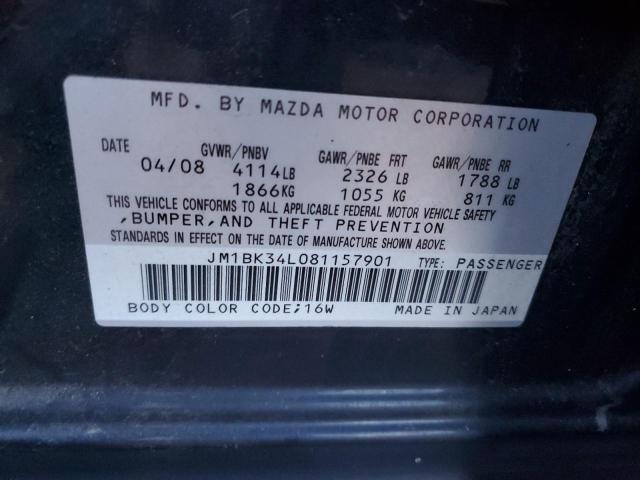 MFD. BY MAZDA MOTOR CORPORATION
DATE GVWR/PNBV GAWR/PNBE FRT GAWR/PNBE RR
04/08 4114LB 2326 LB 1788 LB
1866KG 1055 KG 811 KG
THIS VEHICLE CONFORMS TO ALL APPLICABLE FEDERAL MOTOR VEHICLE SAFETY
,BUMPER,AND THEFT PREVENTION
STANDARDS IN EFFECT ON THE DATE OF MANUFACTURE SHOWN ABOVE.
JM1BK34L081157901 TYPE: PASSENGER
BODY COLOR CODE;16W MADE IN JAPAN